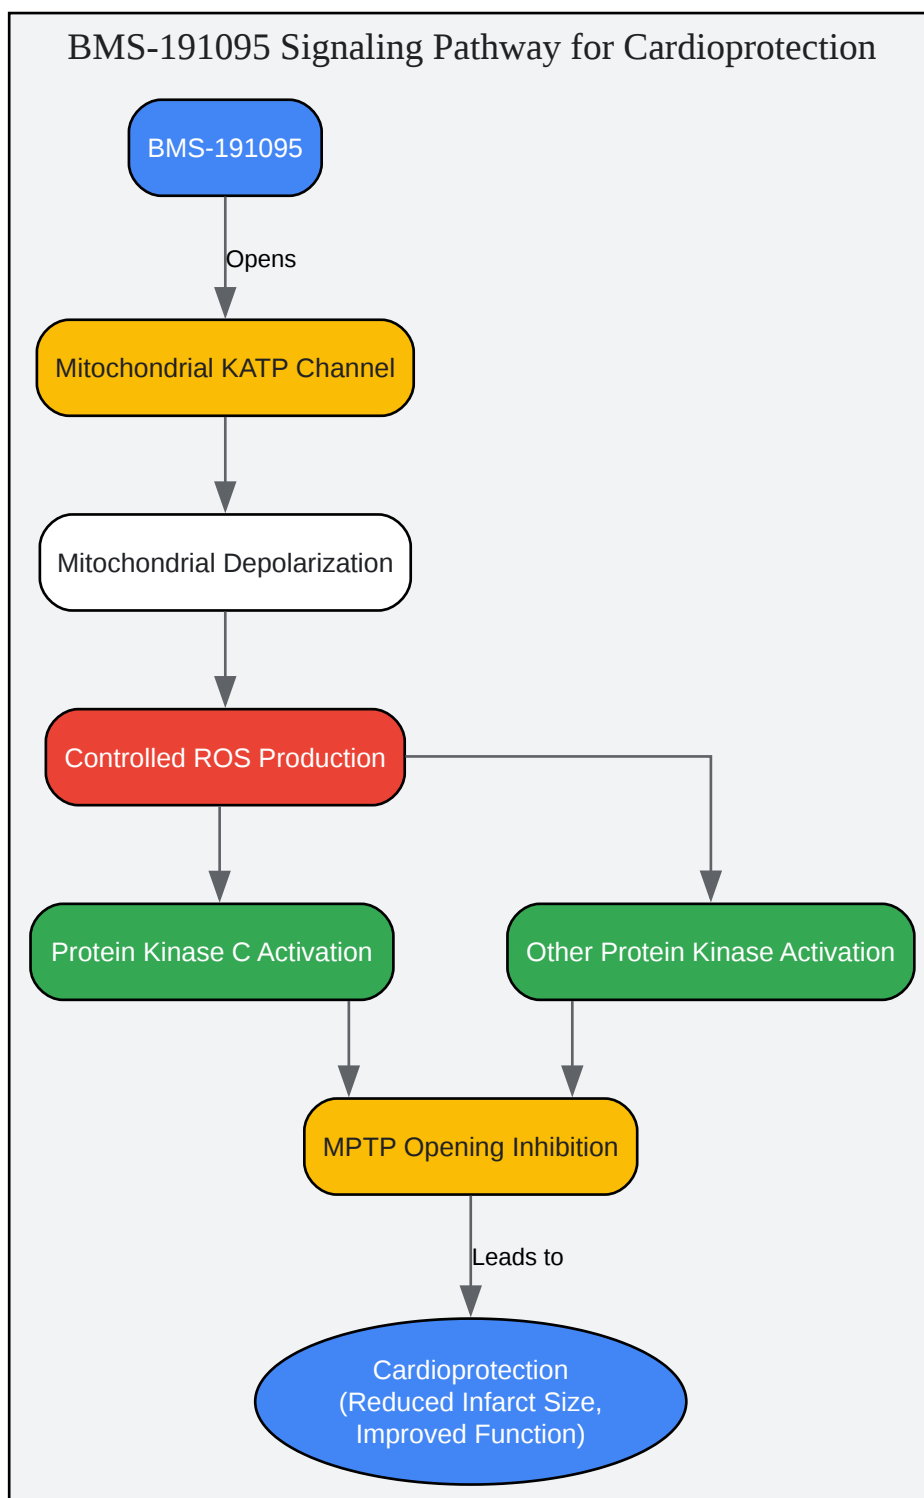 BMS-191095 Signaling Pathway for Cardioprotection
BMS-191095
Opens
Mitochondrial KATP Channel
Mitochondrial Depolarization
Controlled ROS Production
Protein Kinase C Activation
Other Protein Kinase Activation
MPTP Opening Inhibition
Leads to
Cardioprotection
(Reduced Infarct Size,
Improved Function)